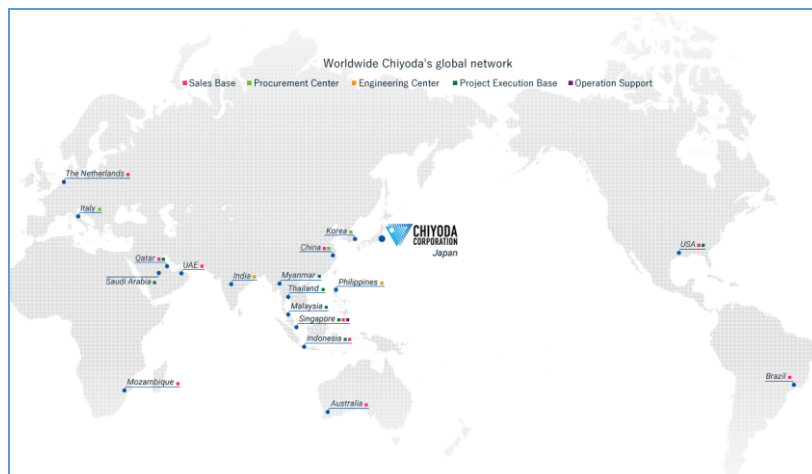 Worldwide Chiyoda's global network
Sales Base Procurement Center Engineering Center Project Execution Base Operation Support
The Netherlands
Italy
Korea
CHIYODA
CORPORATION
Japan
China
USA
Qatar
UAE
Saudi Arabia
India
Myanmar
Philippines
Thailand
Malaysia
Singapore
Indonesia
Mozambique
Brazil
Australia